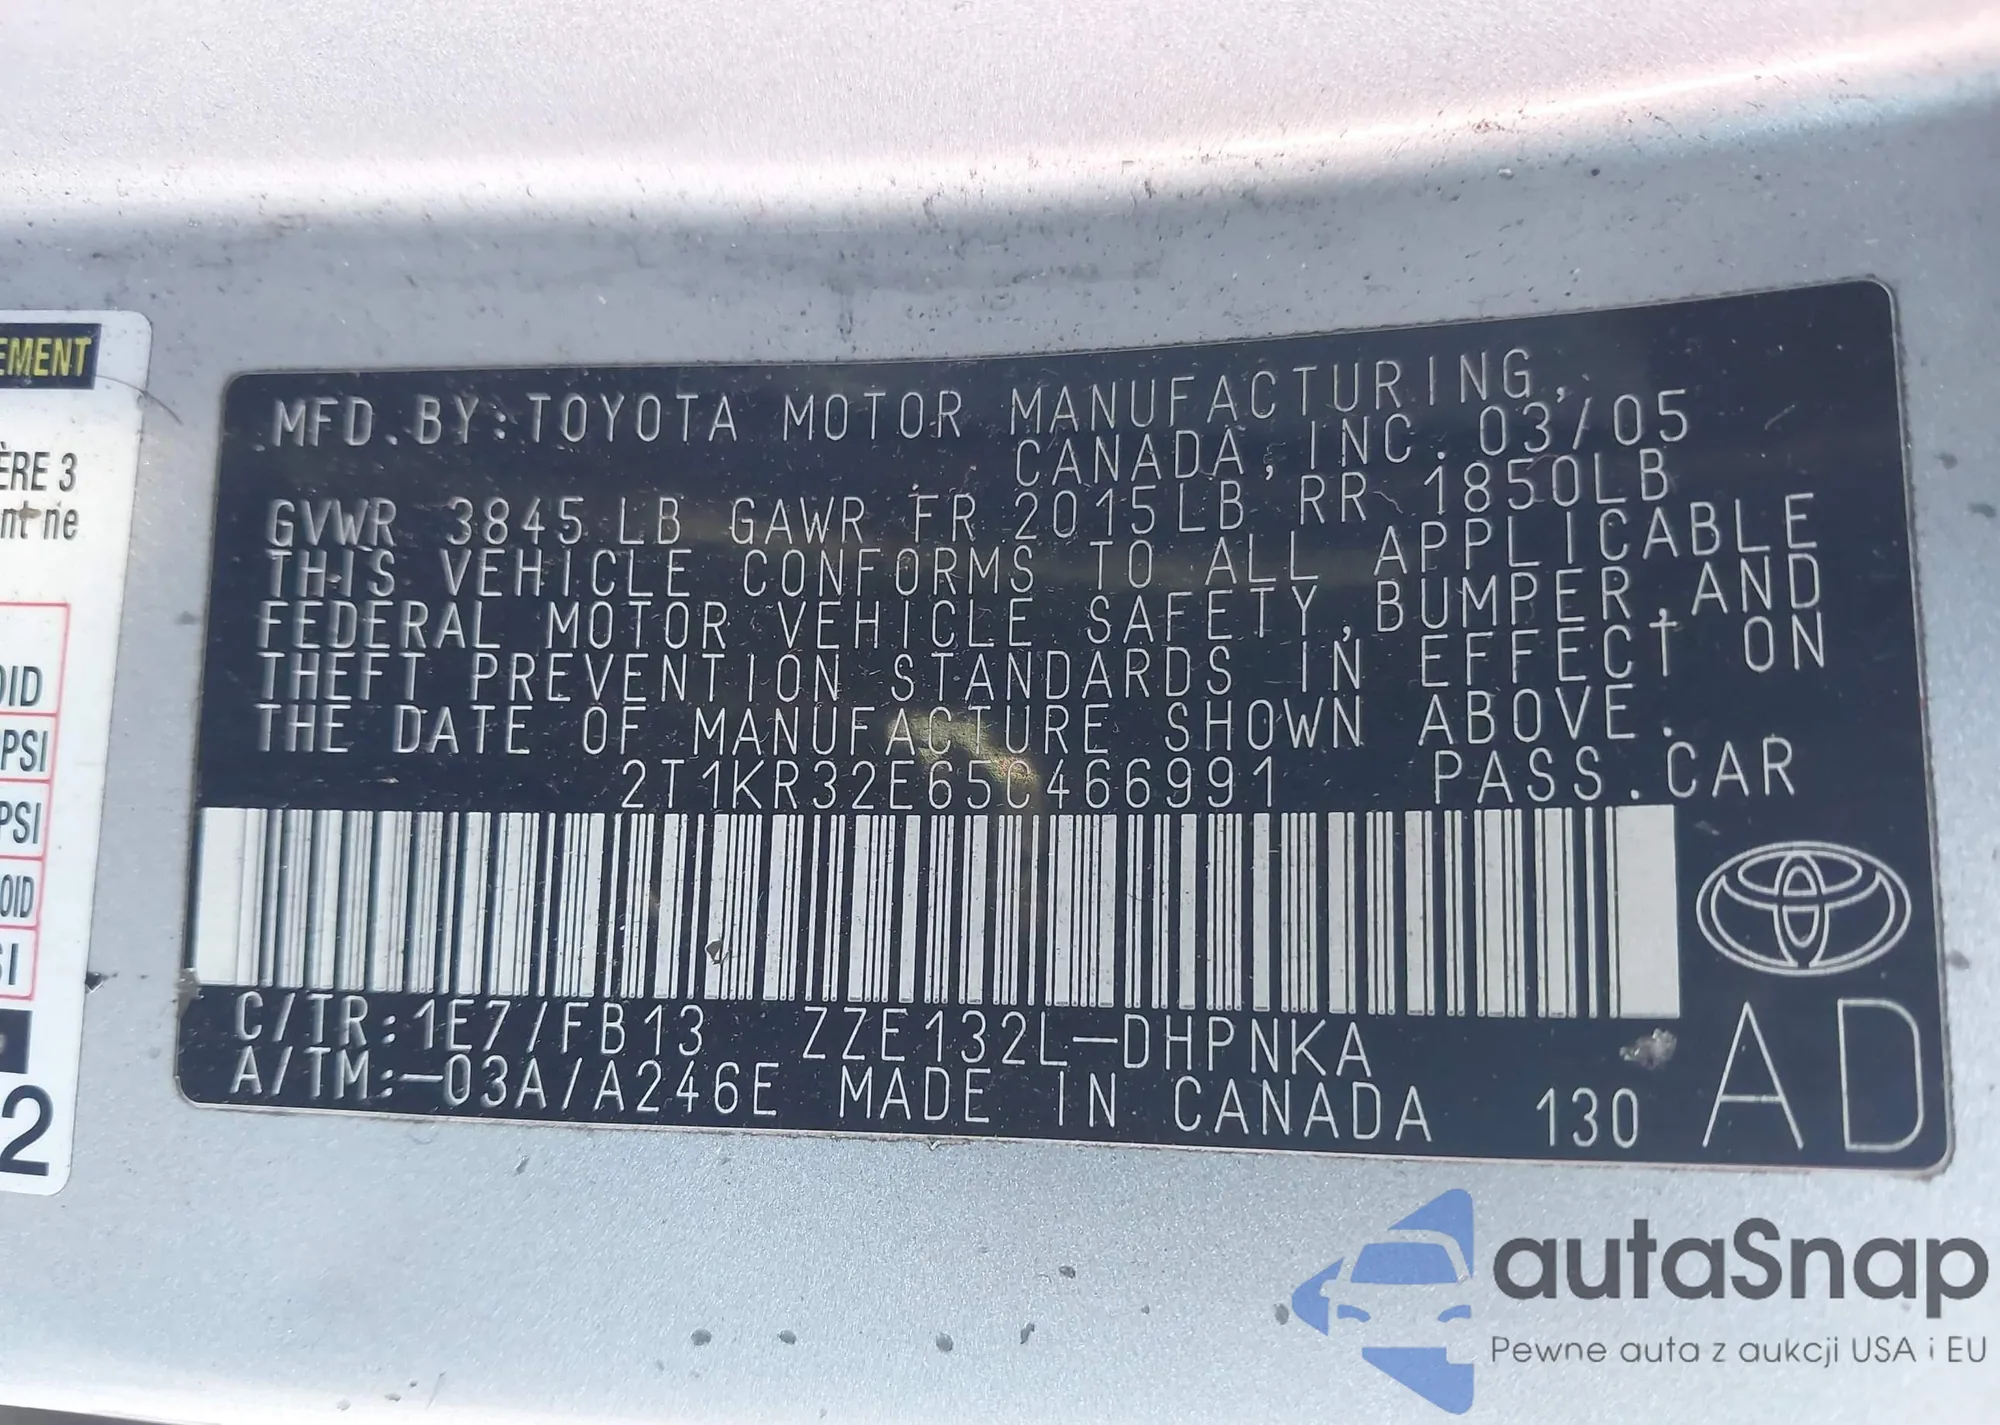 EMENT
ÈRE 3
nt ne
OID
PSI
PSI
OID
SI
2
MFD.BY:TOYOTA MOTOR MANUFACTURING,
CANADA, INC. 03/05
GVWR 3845 LB GAWR FR 2015LB RR 1850LB
THIS VEHICLE CONFORMS TO ALL APPLICABLE
FEDERAL MOTOR VEHICLE SAFETY, BUMPER, AND
THEFT PREVENTION STANDARDS IN EFFECT ON
THE DATE OF MANUFACTURE SHOWN ABOVE.
2T1KR32E65C466991 PASS.CAR
C/TR:1E7/FB13 ZZE132L-DHPNKA
A/TM:-03A/A246E MADE IN CANADA 130
AD
autaSnap
Pewne auta z aukcji USA i EU